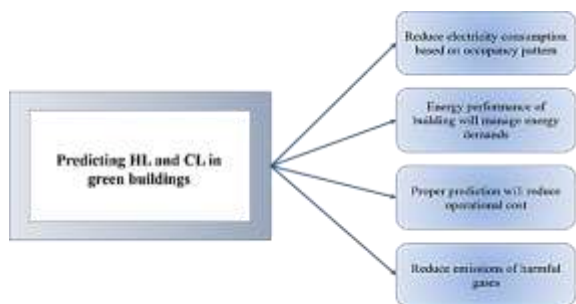 Predicting HL and CL in
green buildings
Reduce electricity consumption
based on occupancy pattern
Energy performance of
building will manage energy
demands
Proper prediction will reduce
operational cost
Reduce emissions of harmful
gases